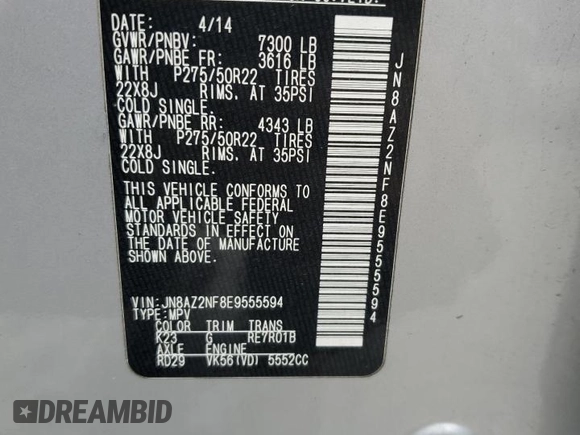 DATE: 4/14
GVWR/PNBV: 7300 LB
GAWR/PNBE FR: 3616 LB
WITH P275/50R22 TIRES
22X8J RIMS. AT 35PSI
COLD SINGLE.
GAWR/PNBE RR: 4343 LB
WITH P275/50R22 TIRES
22X8J RIMS. AT 35PSI
COLD SINGLE.
THIS VEHICLE CONFORMS TO
ALL APPLICABLE FEDERAL
MOTOR VEHICLE SAFETY
STANDARDS IN EFFECT ON
THE DATE OF MANUFACTURE
SHOWN ABOVE.
VIN: JN8AZ2NF8E9555594
TYPE: MPV
COLOR TRIM TRANS
K23 G RE7R01B
AXLE ENGINE
RD29 VK56(VD) 5552CC
JN8AZ2NF8E9555594
DREAMBID